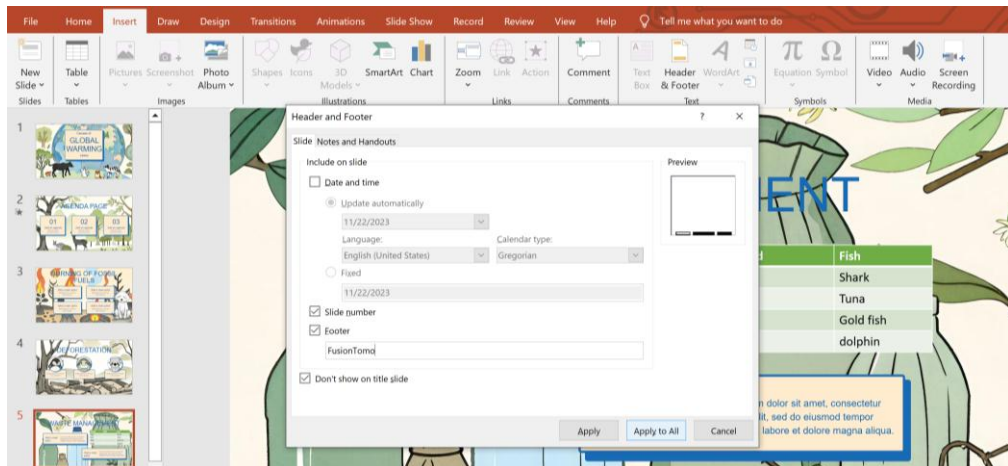 File Home Insert Draw Design Transitions Animations Slide Show Record Review View Help Tell me what you want to do
New Slide Table Pictures Screenshot Photo Album Shapes Icons 3D Models SmartArt Chart Zoom Link Action Comment Text Box Header & Footer WordArt Equation Symbol Video Audio Screen Recording
Slides Tables Images Illustrations Links Comments Text Symbols Media
Header and Footer ? ×
Slide Notes and Handouts
Include on slide
Preview
Date and time
Update automatically
11/22/2023
Language: Calendar type:
English (United States) Gregorian
Fixed
11/22/2023
Slide number
Footer
FusionTomo
Don't show on title slide
Apply Apply to All Cancel
1
GLOBAL
WARMING
2
AGENDA PAGE
01 02 03
3
BURNING OF FOSSIL
FUELS
4
DEFORESTATION
5
WASTE MANAGEMENT
MENT
d Fish
Shark
Tuna
Gold fish
dolphin
dolor sit amet, consectetur
lit, sed do eiusmod tempor
labore et dolore magna aliqua.